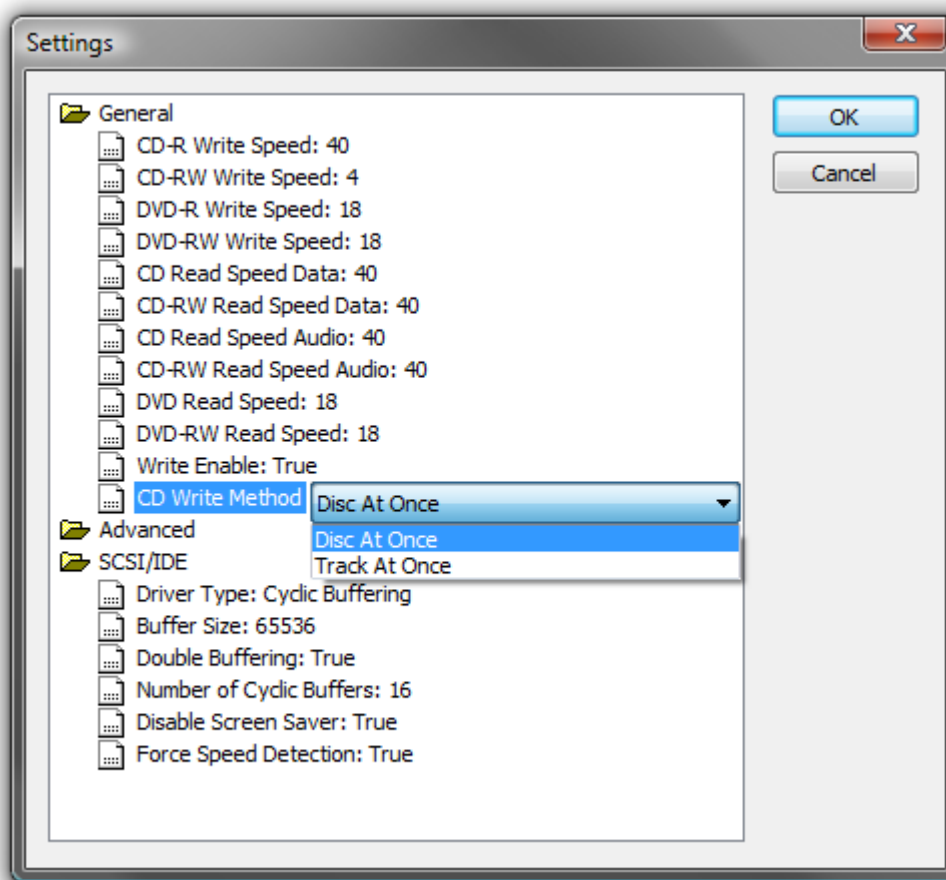 Settings
General
CD-R Write Speed: 40
CD-RW Write Speed: 4
DVD-R Write Speed: 18
DVD-RW Write Speed: 18
CD Read Speed Data: 40
CD-RW Read Speed Data: 40
CD Read Speed Audio: 40
CD-RW Read Speed Audio: 40
DVD Read Speed: 18
DVD-RW Read Speed: 18
Write Enable: True
CD Write Method Disc At Once
Disc At Once
Track At Once
Advanced
SCSI/IDE
Driver Type: Cyclic Buffering
Buffer Size: 65536
Double Buffering: True
Number of Cyclic Buffers: 16
Disable Screen Saver: True
Force Speed Detection: True
OK
Cancel